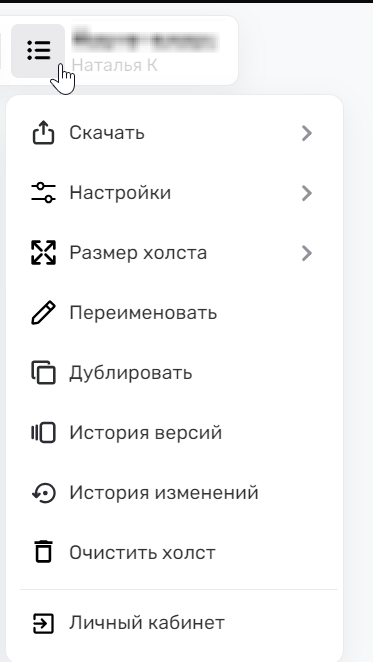 Наталья К
Скачать
Настройки
Размер холста
Переименовать
Дублировать
История версий
История изменений
Очистить холст
Личный кабинет